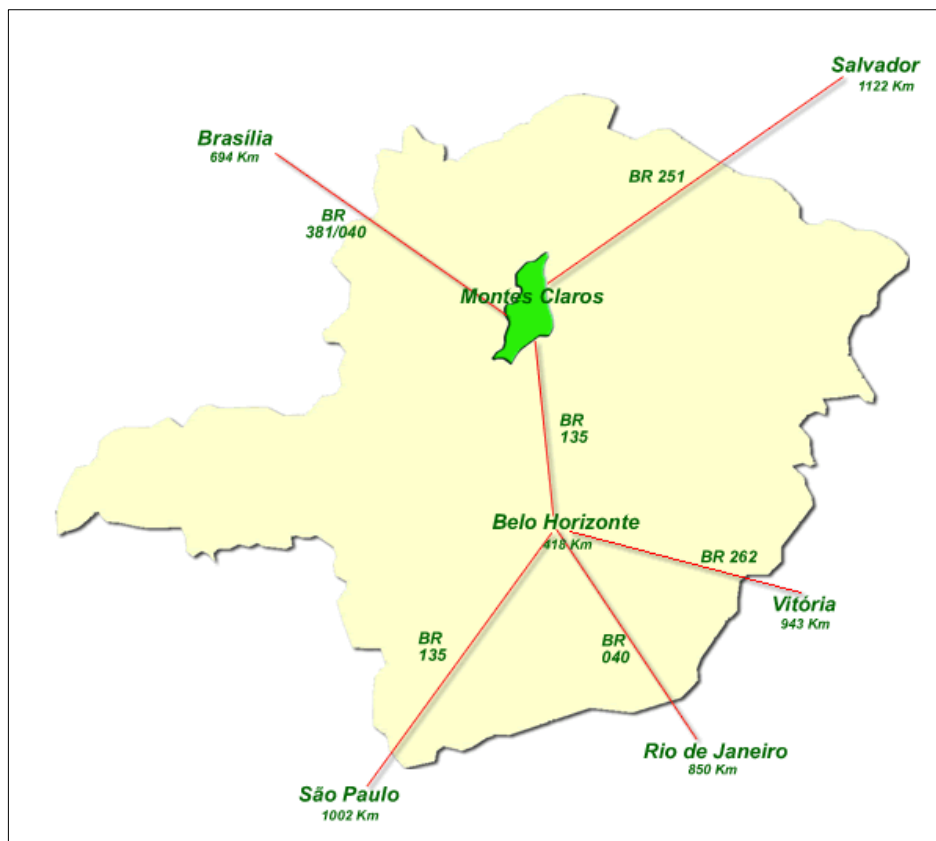 Salvador
1122 Km
Brasília
694 Km
BR 251
BR
381/040
Montes Claros
BR
135
Belo Horizonte
418 Km
BR 262
Vitória
943 Km
BR
135
BR
040
Rio de Janeiro
850 Km
São Paulo
1002 Km